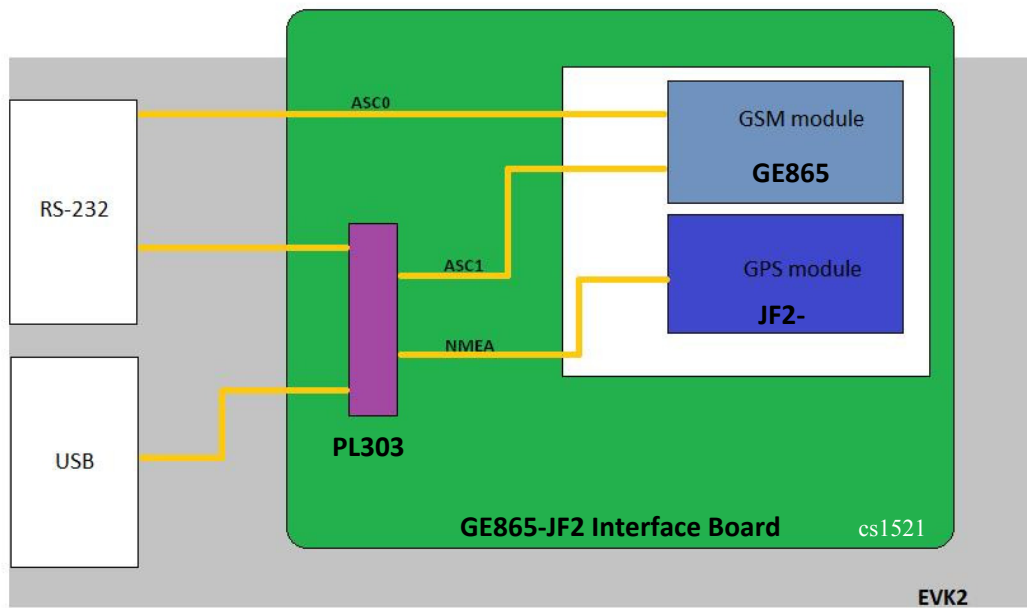 ASC0
GSM module
GE865
RS-232
ASC1
GPS module
JF2-
NMEA
PL303
USB
GE865-JF2 Interface Board
cs1521
EVK2